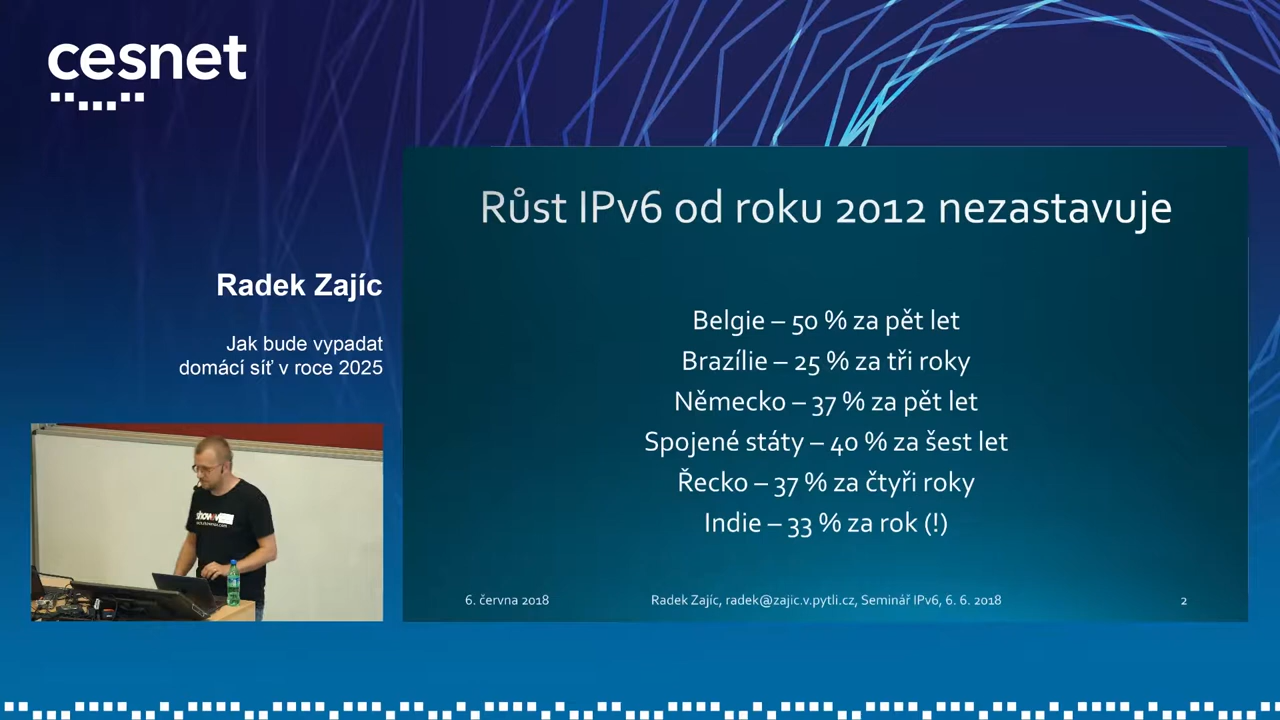 cesnet
Radek Zajíc
Jak bude vypadat
domácí síť v roce 2025
Růst IPv6 od roku 2012 nezastavuje
Belgie – 50 % za pět let
Brazílie – 25 % za tři roky
Německo – 37 % za pět let
Spojené státy – 40 % za šest let
Řecko – 37 % za čtyři roky
Indie – 33 % za rok (!)
6. června 2018
Radek Zajíc, radek@zajic.v.pytli.cz, Seminář IPv6, 6. 6. 2018
2